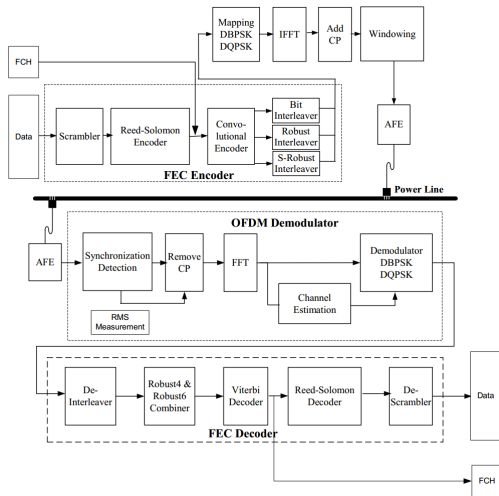 Mapping
DBPSK
DQPSK
IFFT
Add
CP
Windowing
FCH
Data
Scrambler
Reed-Solomon
Encoder
Convo-
lutional
Encoder
Bit
Interleaver
Robust
Interleaver
S-Robust
Interleaver
AFE
FEC Encoder
Power Line
OFDM Demodulator
AFE
Synchronization
Detection
Remove
CP
FFT
Demodulator
DBPSK
DQPSK
Channel
Estimation
RMS
Measurement
De-
Interleaver
Robust4 &
Robust6
Combiner
Viterbi
Decoder
Reed-Solomon
Decoder
De-
Scrambler
Data
FEC Decoder
FCH